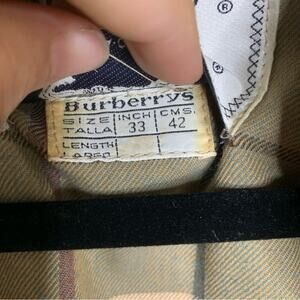 ®
®
Burberrys
SIZE INCH CMS.
TALLA 33 42
LENGTH
LARGO